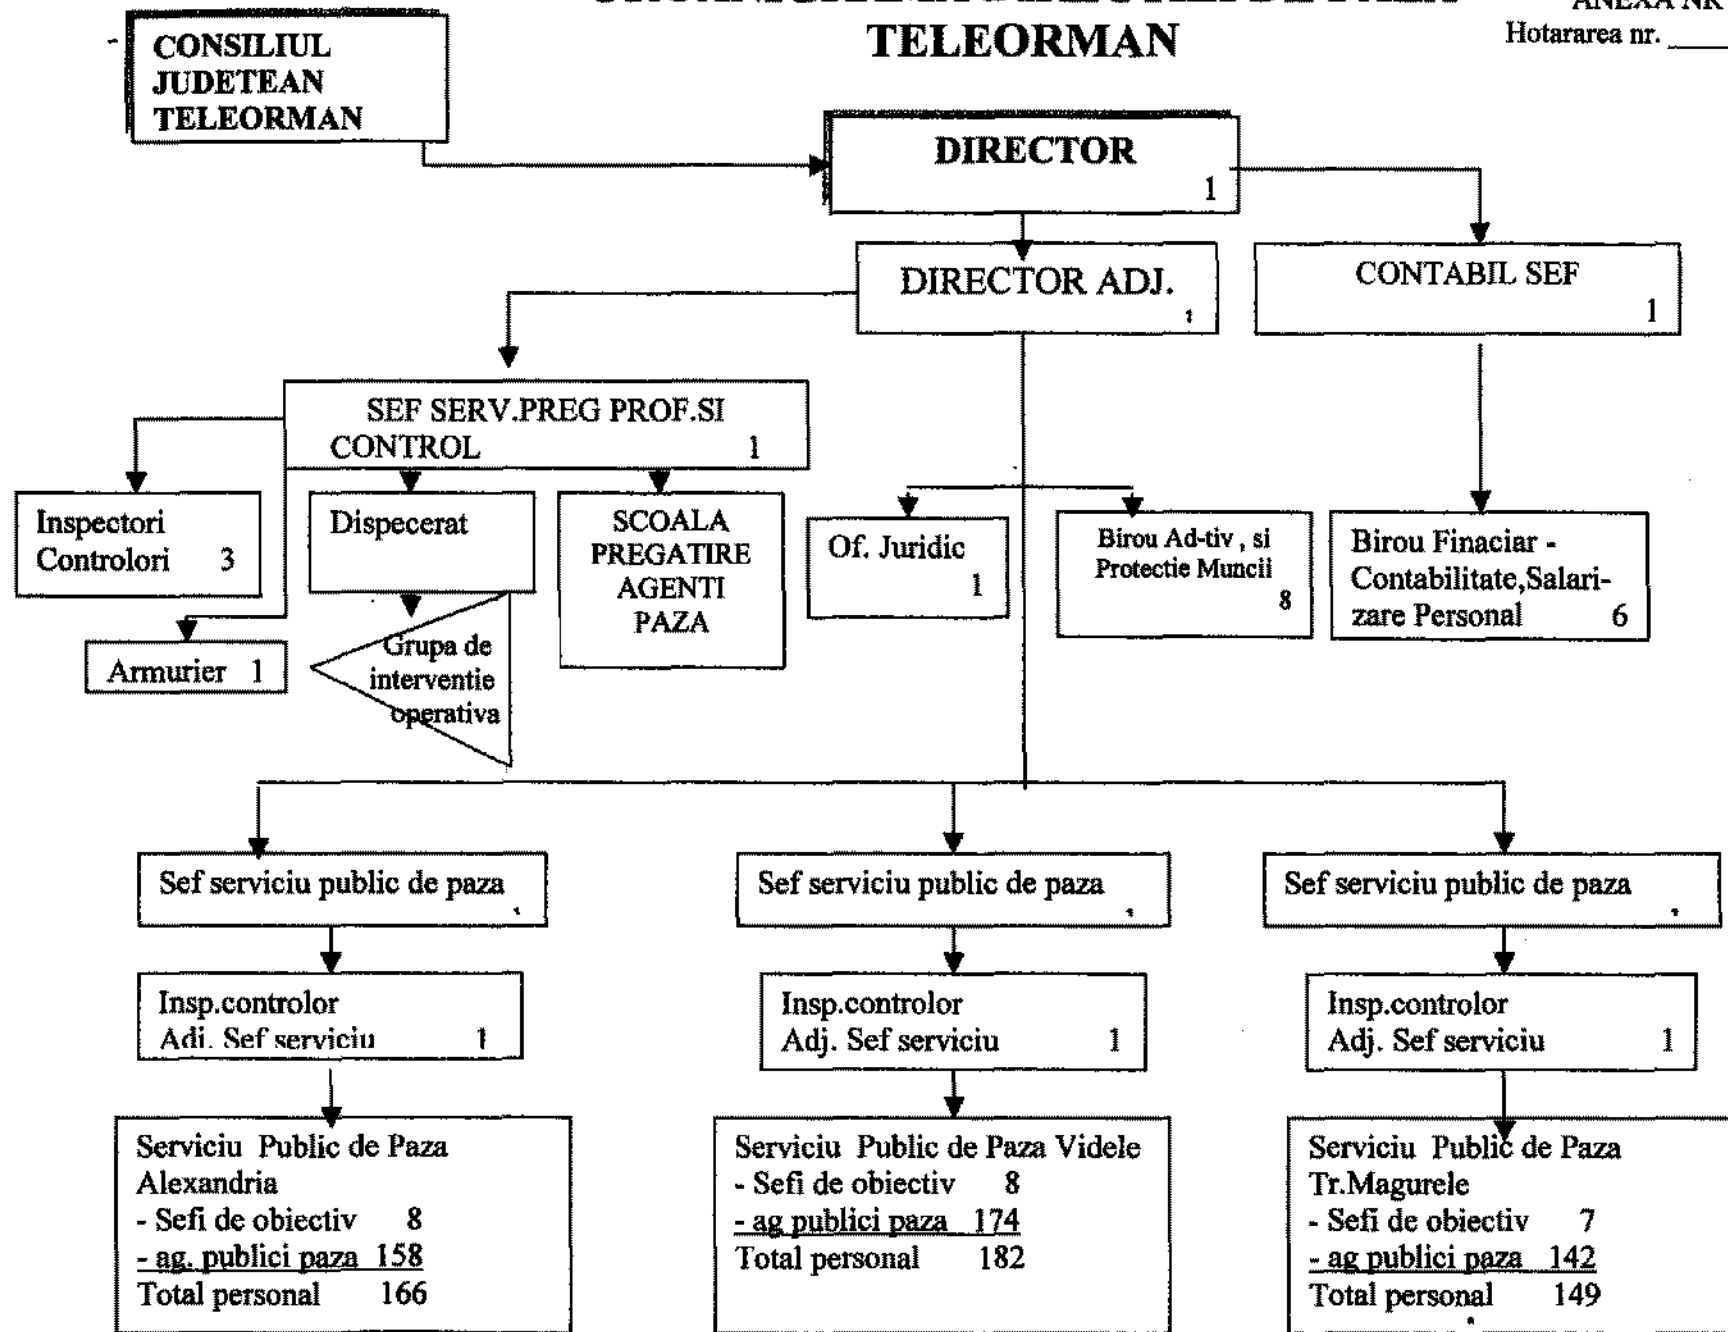 TELEORMAN
ANEXA NR
Hotararea nr. ____
CONSILIUL
JUDETEAN
TELEORMAN
DIRECTOR
1
DIRECTOR ADJ.
1
CONTABIL SEF
1
SEF SERV.PREG PROF.SI
CONTROL 1
Inspectori
Controlori 3
Dispecerat
SCOALA
PREGATIRE
AGENTI
PAZA
Of. Juridic
1
Birou Ad-tiv , si
Protectie Muncii
8
Birou Finaciar -
Contabilitate,Salari-
zare Personal 6
Armurier 1
Grupa de
interventie
operativa
Sef serviciu public de paza
Sef serviciu public de paza
Sef serviciu public de paza
Insp.controlor
Adj. Sef serviciu 1
Insp.controlor
Adj. Sef serviciu 1
Insp.controlor
Adj. Sef serviciu 1
Serviciu Public de Paza
Alexandria
- Sefi de obiectiv 8
- ag. publici paza 158
Total personal 166
Serviciu Public de Paza Videle
- Sefi de obiectiv 8
- ag publici paza 174
Total personal 182
Serviciu Public de Paza
Tr.Magurele
- Sefi de obiectiv 7
- ag publici paza 142
Total personal 149